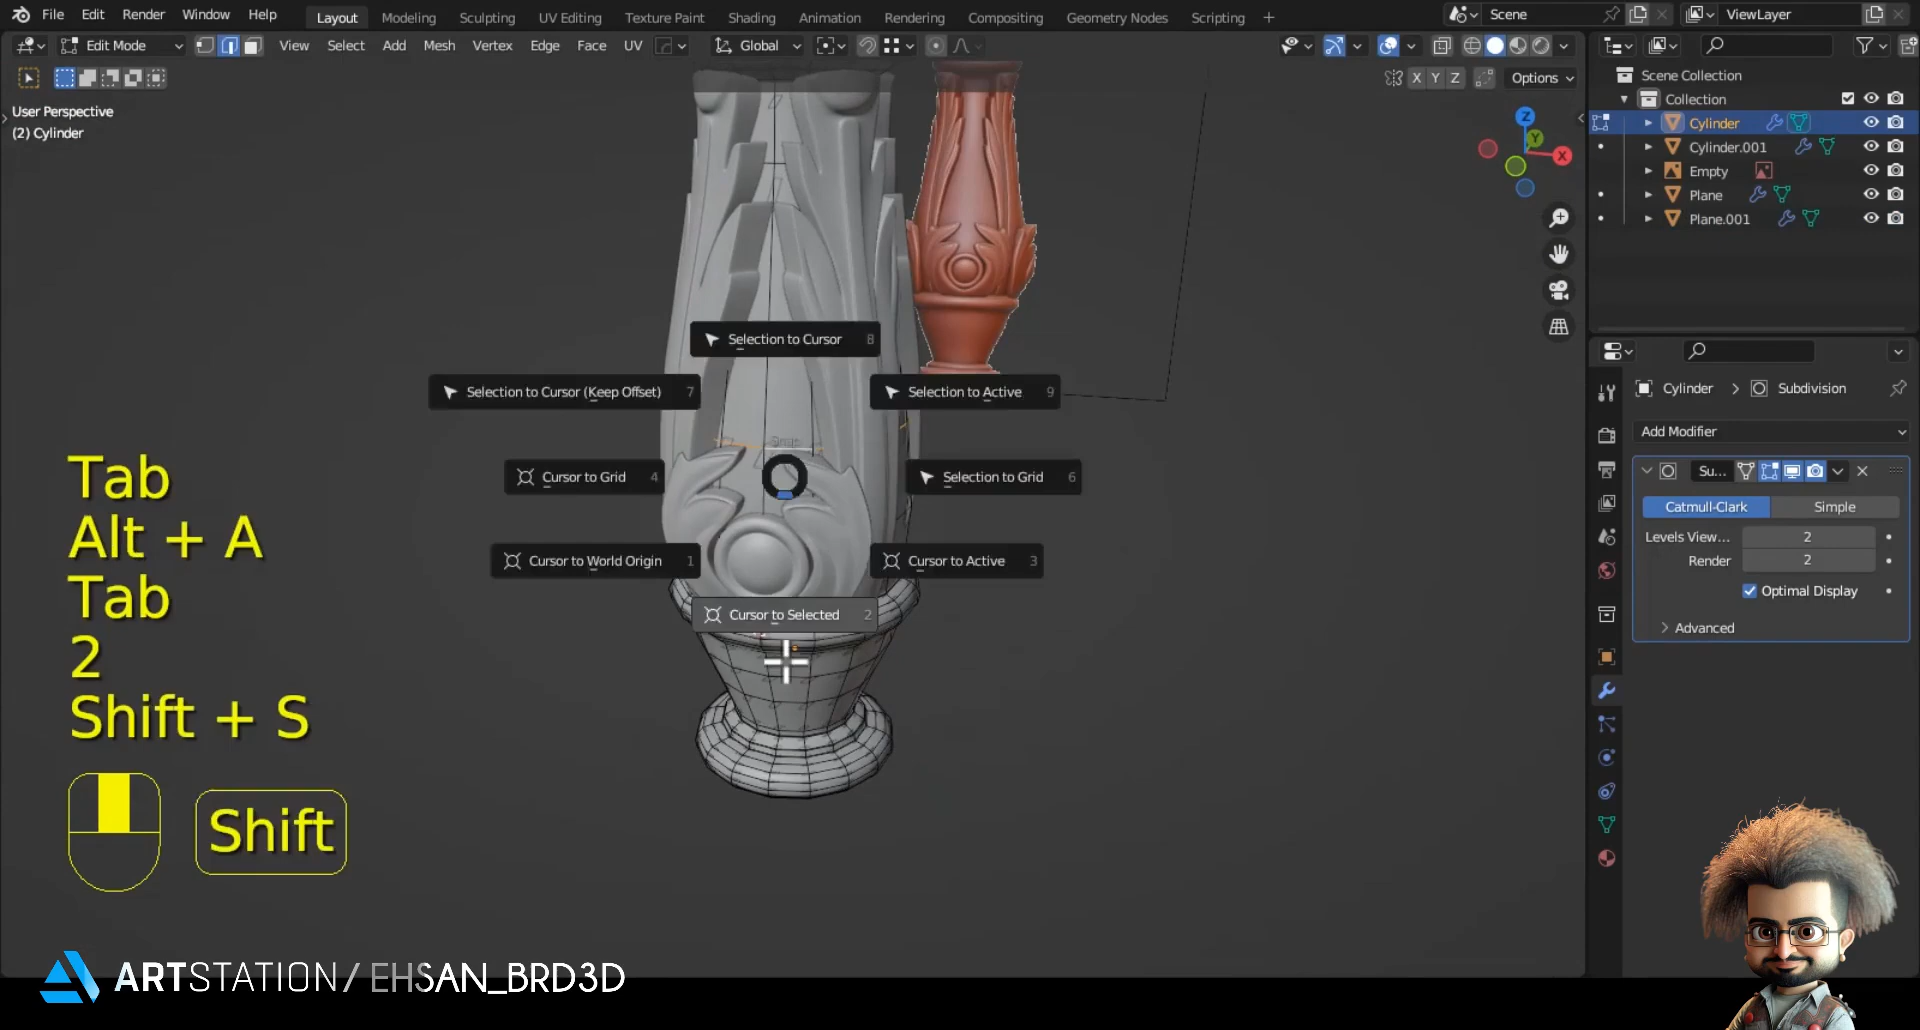 File Edit Render Window Help Layout Modeling Sculpting UV Editing Texture Paint Shading Animation Rendering Compositing Geometry Nodes Scripting + Scene ViewLayer
Edit Mode View Select Add Mesh Vertex Edge Face UV Global
X Y Z Options
User Perspective
(2) Cylinder
Z
Y
X
Selection to Cursor 8
Selection to Cursor (Keep Offset) 7
Selection to Active 9
Snap
Cursor to Grid 4
Selection to Grid 6
Cursor to World Origin 1
Cursor to Active 3
Cursor to Selected 2
Tab
Alt + A
Tab
2
Shift + S
Shift
ARTSTATION/EHSAN_BRD3D
Scene Collection
Collection
Cylinder
Cylinder.001
Empty
Plane
Plane.001
Cylinder > Subdivision
Add Modifier
Su...
Catmull-Clark Simple
Levels View... 2
Render 2
Optimal Display
Advanced